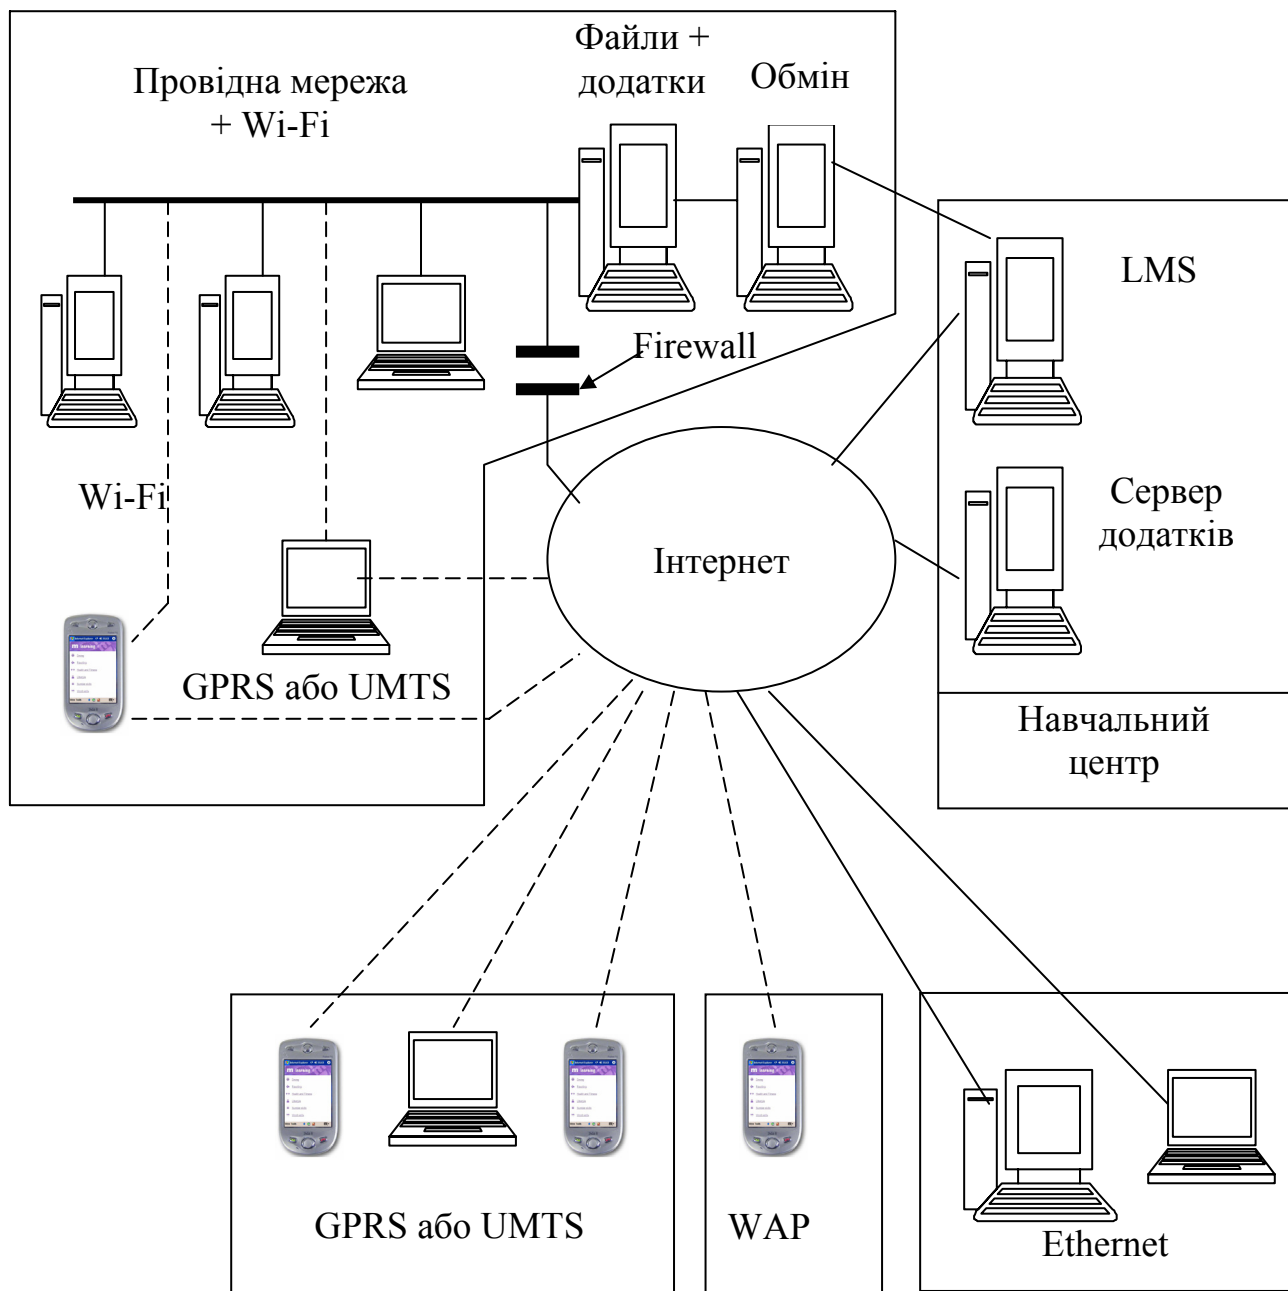 Файли +
додатки
Обмін
Провідна мережа
+ Wi-Fi
LMS
Firewall
Wi-Fi
Сервер
додатків
Інтернет
GPRS або UMTS
Навчальний
центр
GPRS або UMTS
WAP
Ethernet